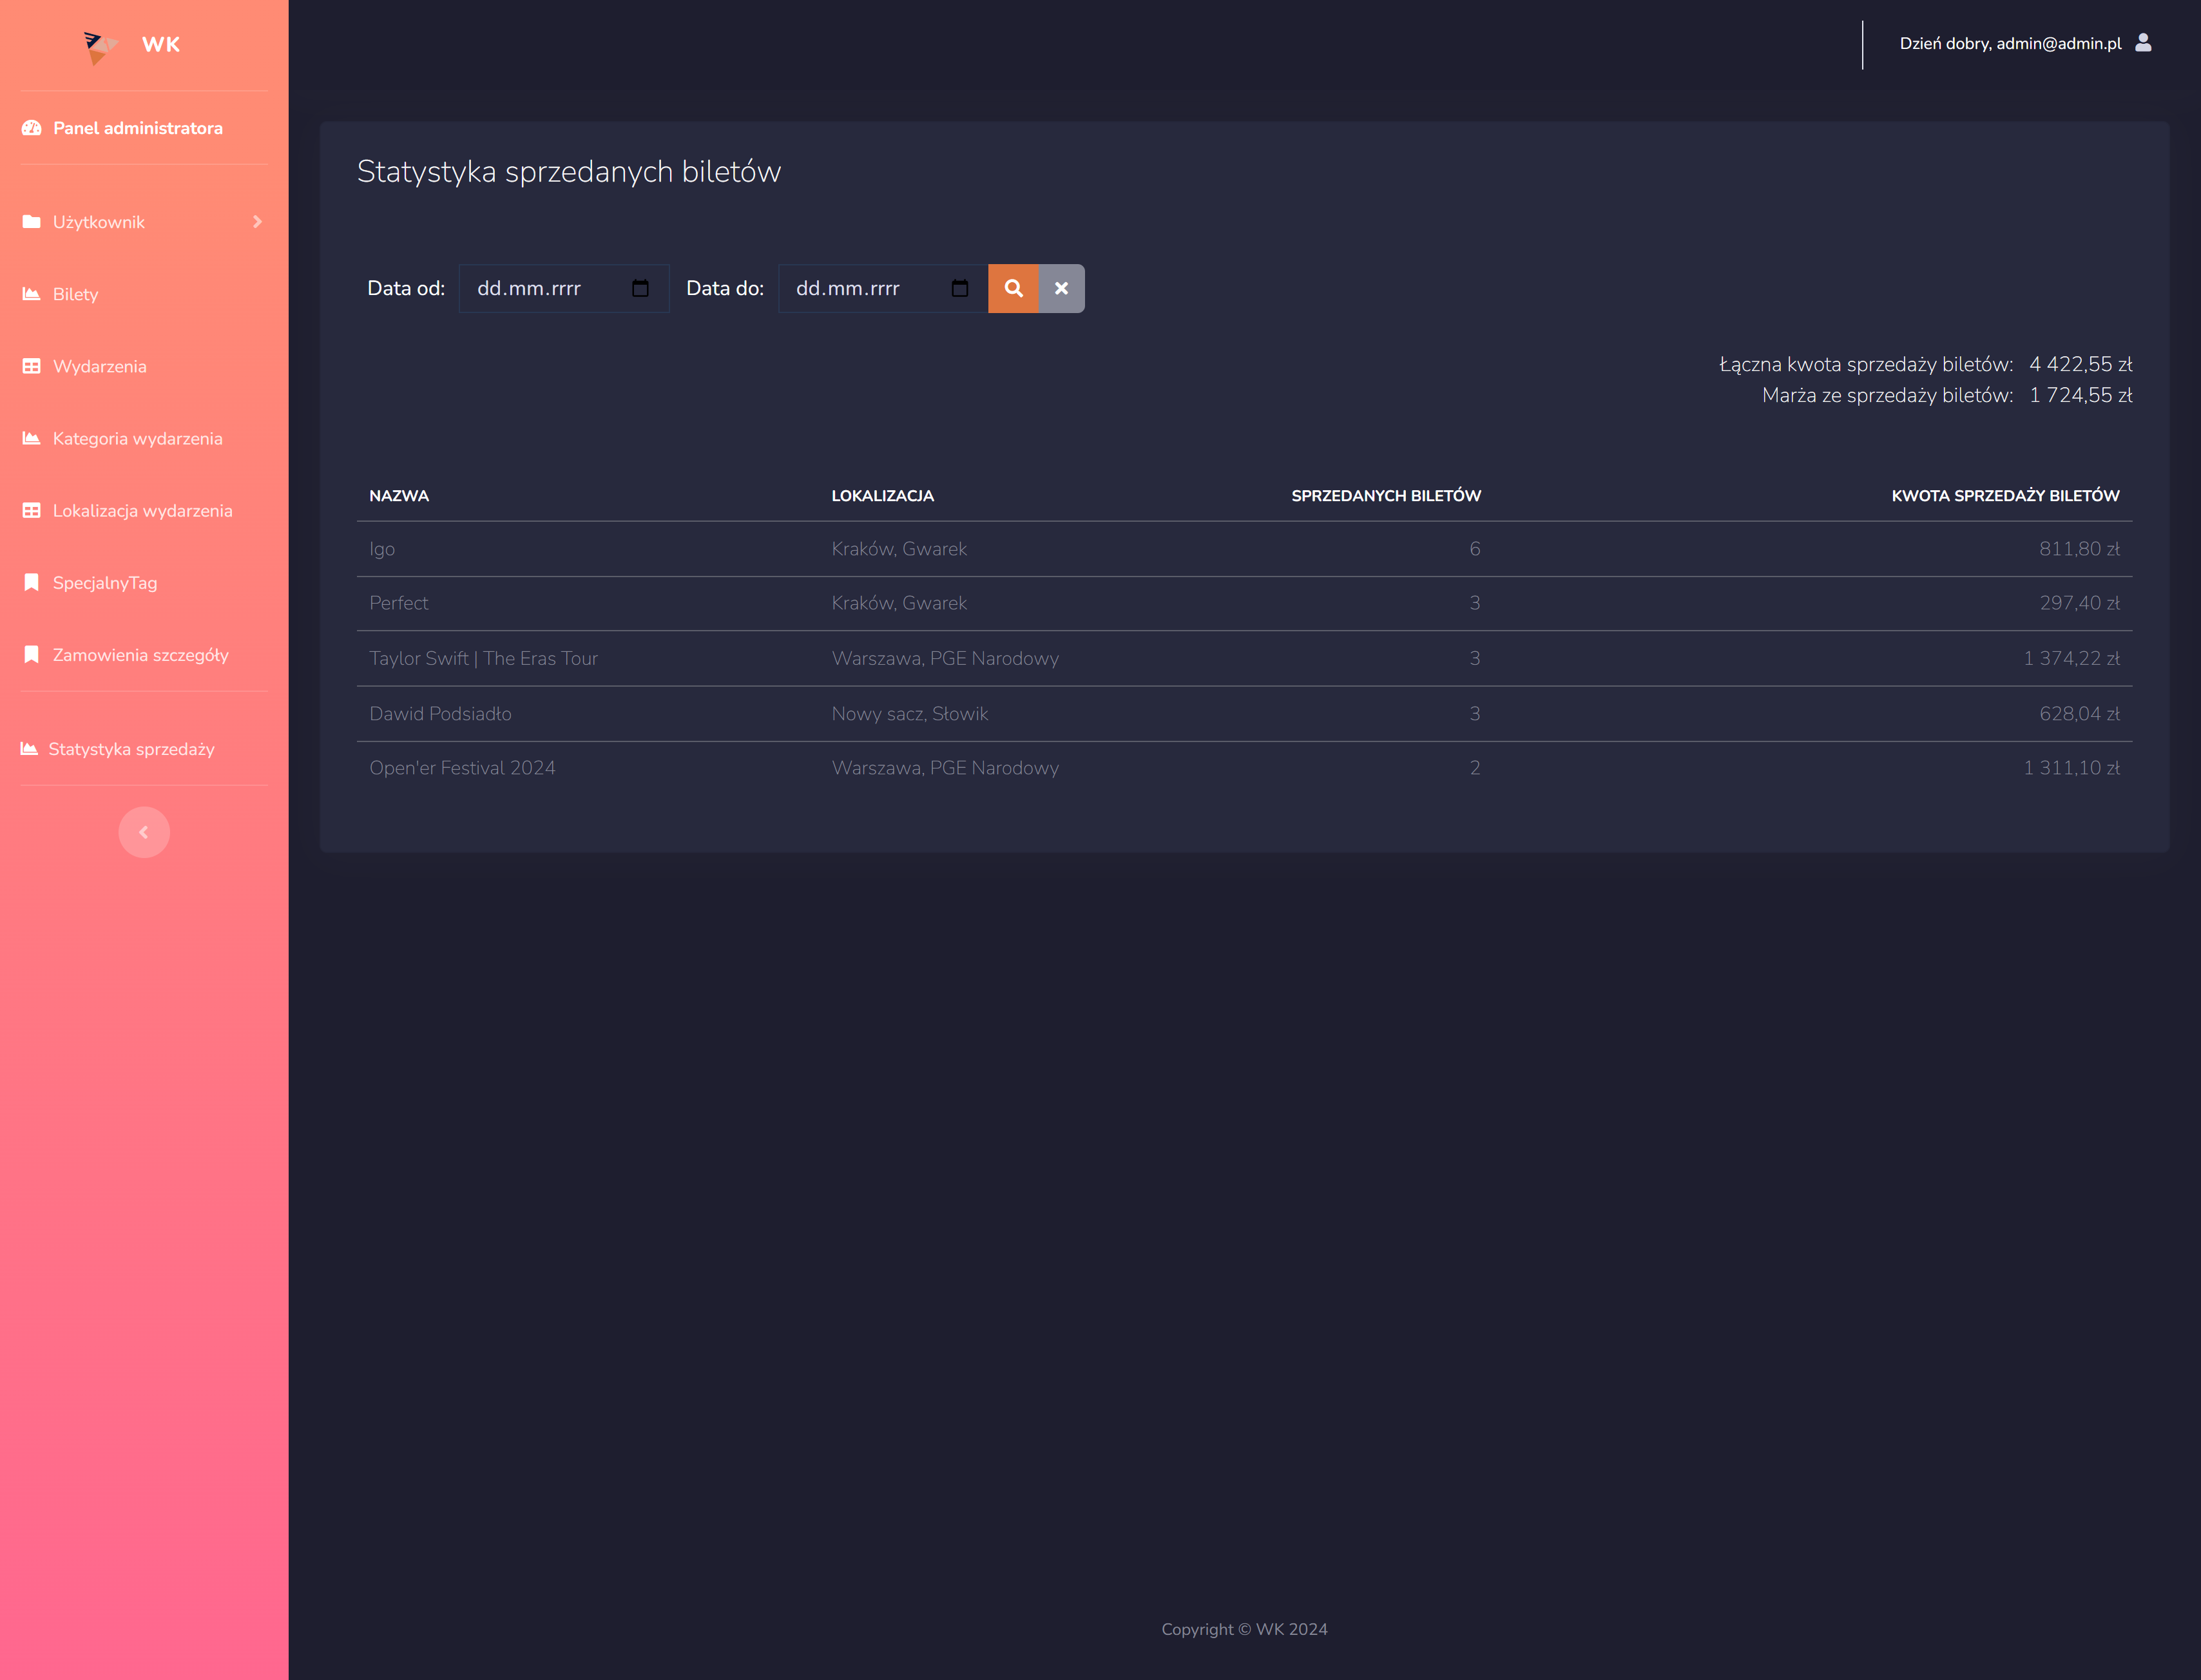 WK
Dzień dobry, admin@admin.pl
Panel administratora
Użytkownik
Bilety
Wydarzenia
Kategoria wydarzenia
Lokalizacja wydarzenia
SpecjalnyTag
Zamowienia szczegóły
Statystyka sprzedaży
Statystyka sprzedanych biletów
Data od: dd.mm.rrrr Data do: dd.mm.rrrr
Łączna kwota sprzedaży biletów: 4 422,55 zł
Marża ze sprzedaży biletów: 1 724,55 zł
NAZWA LOKALIZACJA SPRZEDANYCH BILETÓW KWOTA SPRZEDAŻY BILETÓW
Igo Kraków, Gwarek 6 811,80 zł
Perfect Kraków, Gwarek 3 297,40 zł
Taylor Swift | The Eras Tour Warszawa, PGE Narodowy 3 1 374,22 zł
Dawid Podsiadło Nowy sacz, Słowik 3 628,04 zł
Open'er Festival 2024 Warszawa, PGE Narodowy 2 1 311,10 zł
Copyright © WK 2024